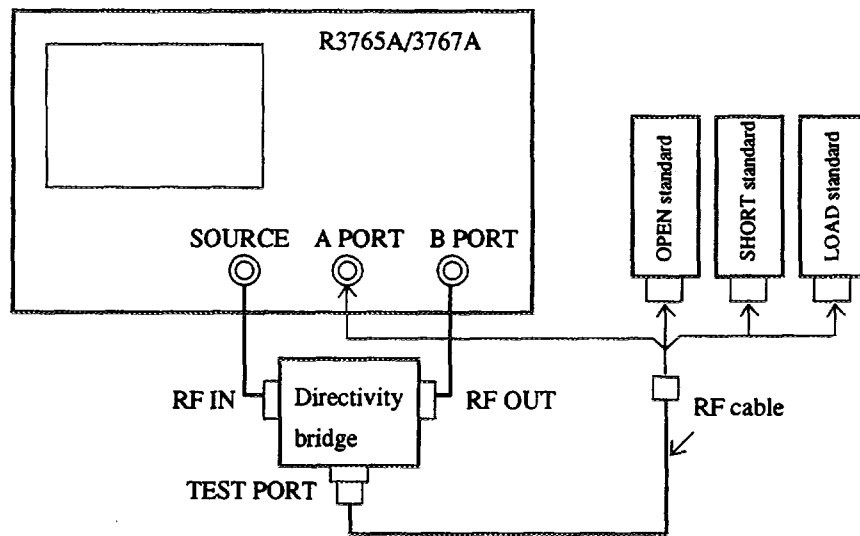 R3765A/3767A
SOURCE
A PORT
B PORT
OPEN standard
SHORT standard
LOAD standard
RF IN
Directivity
bridge
RF OUT
RF cable
TEST PORT